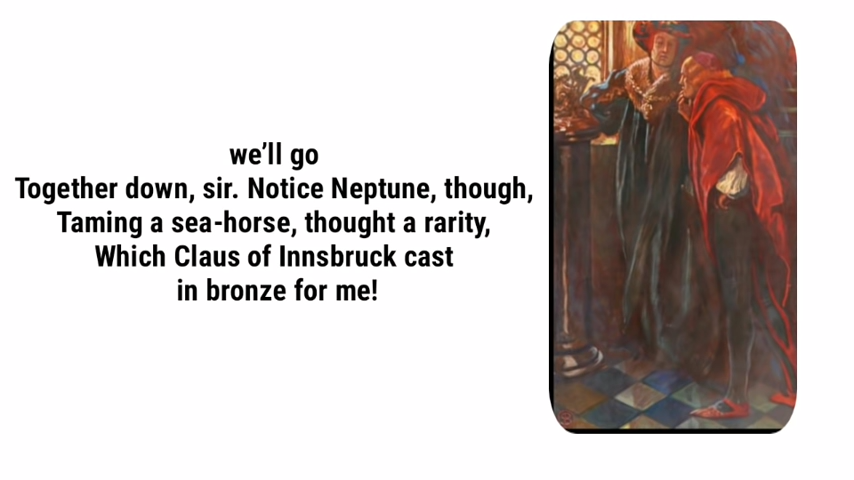 we’ll go
Together down, sir. Notice Neptune, though,
Taming a sea-horse, thought a rarity,
Which Claus of Innsbruck cast
in bronze for me!